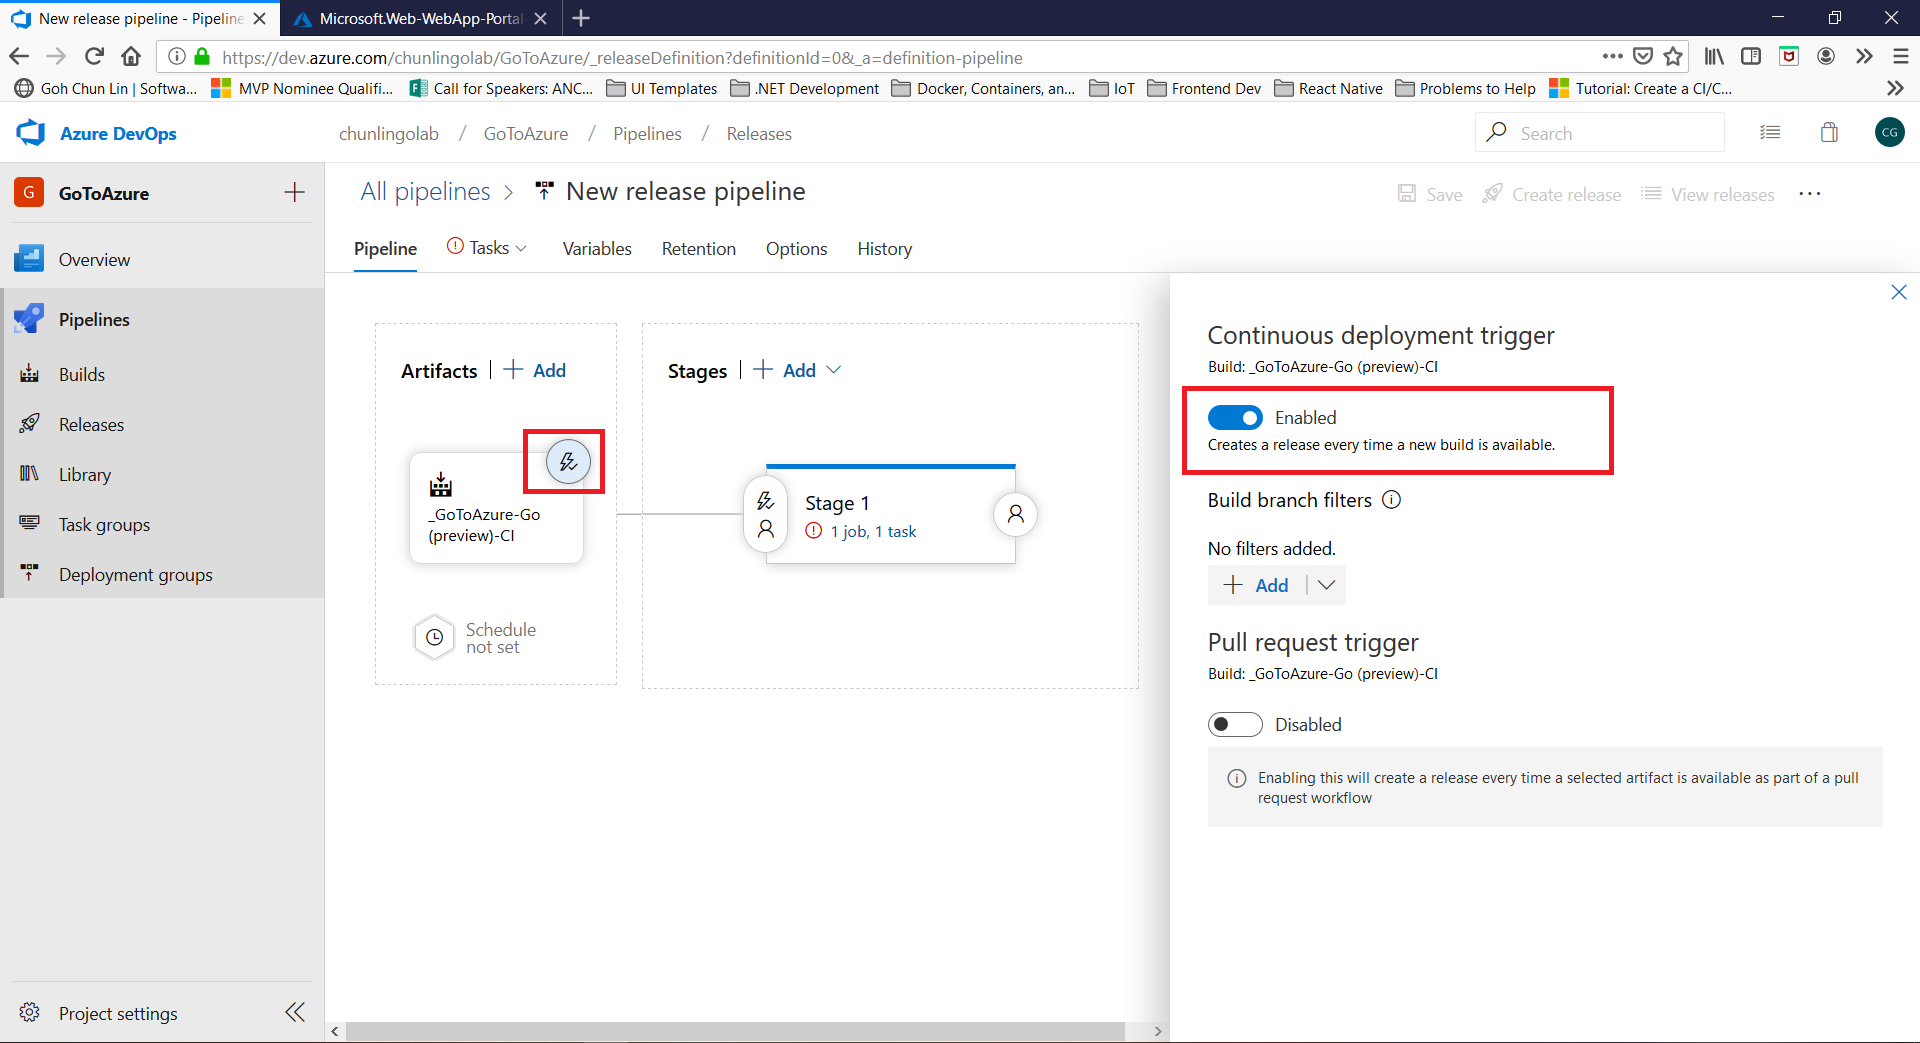 New release pipeline - Pipeline
Microsoft.Web-WebApp-Portal
https://dev.azure.com/chunlingolab/GoToAzure/_releaseDefinition?definitionId=0&_a=definition-pipeline
Goh Chun Lin | Softwa...
MVP Nominee Qualifi...
Call for Speakers: ANC...
UI Templates
.NET Development
Docker, Containers, an...
IoT
Frontend Dev
React Native
Problems to Help
Tutorial: Create a CI/C...
Azure DevOps
chunlingolab / GoToAzure / Pipelines / Releases
Search
CG
G GoToAzure
All pipelines > New release pipeline
Save
Create release
View releases
Pipeline
Tasks
Variables
Retention
Options
History
Overview
Pipelines
Builds
Releases
Library
Task groups
Deployment groups
Project settings
Artifacts | + Add
Stages | + Add
_GoToAzure-Go
(preview)-CI
Schedule
not set
Stage 1
1 job, 1 task
Continuous deployment trigger
Build: _GoToAzure-Go (preview)-CI
Enabled
Creates a release every time a new build is available.
Build branch filters
No filters added.
+ Add
Pull request trigger
Build: _GoToAzure-Go (preview)-CI
Disabled
Enabling this will create a release every time a selected artifact is available as part of a pull
request workflow